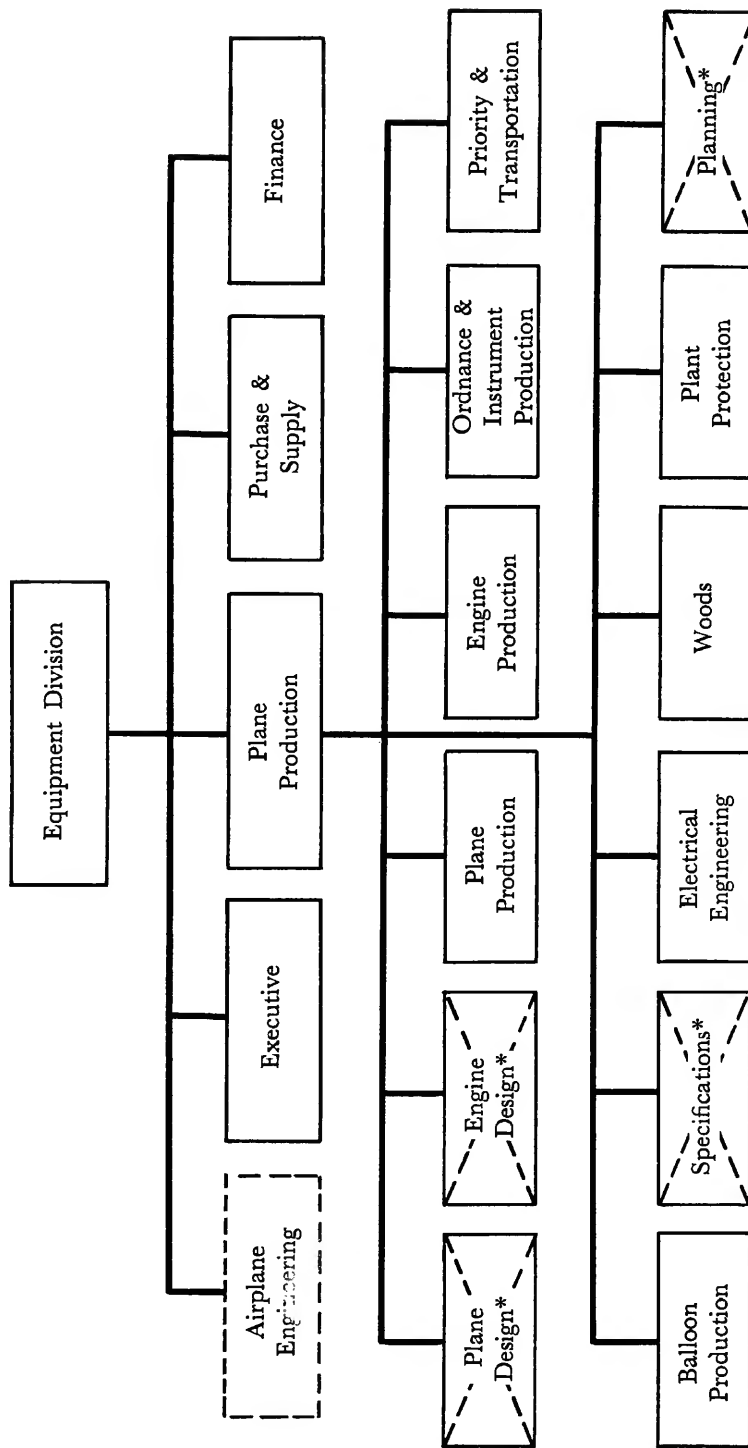 Equipment Division
Airplane
Engineering
Executive
Plane
Production
Purchase &
Supply
Finance
Plane
Design*
Engine
Design*
Plane
Production
Engine
Production
Ordnance &
Instrument
Production
Priority &
Transportation
Balloon
Production
Specifications*
Electrical
Engineering
Woods
Plant
Protection
Planning*